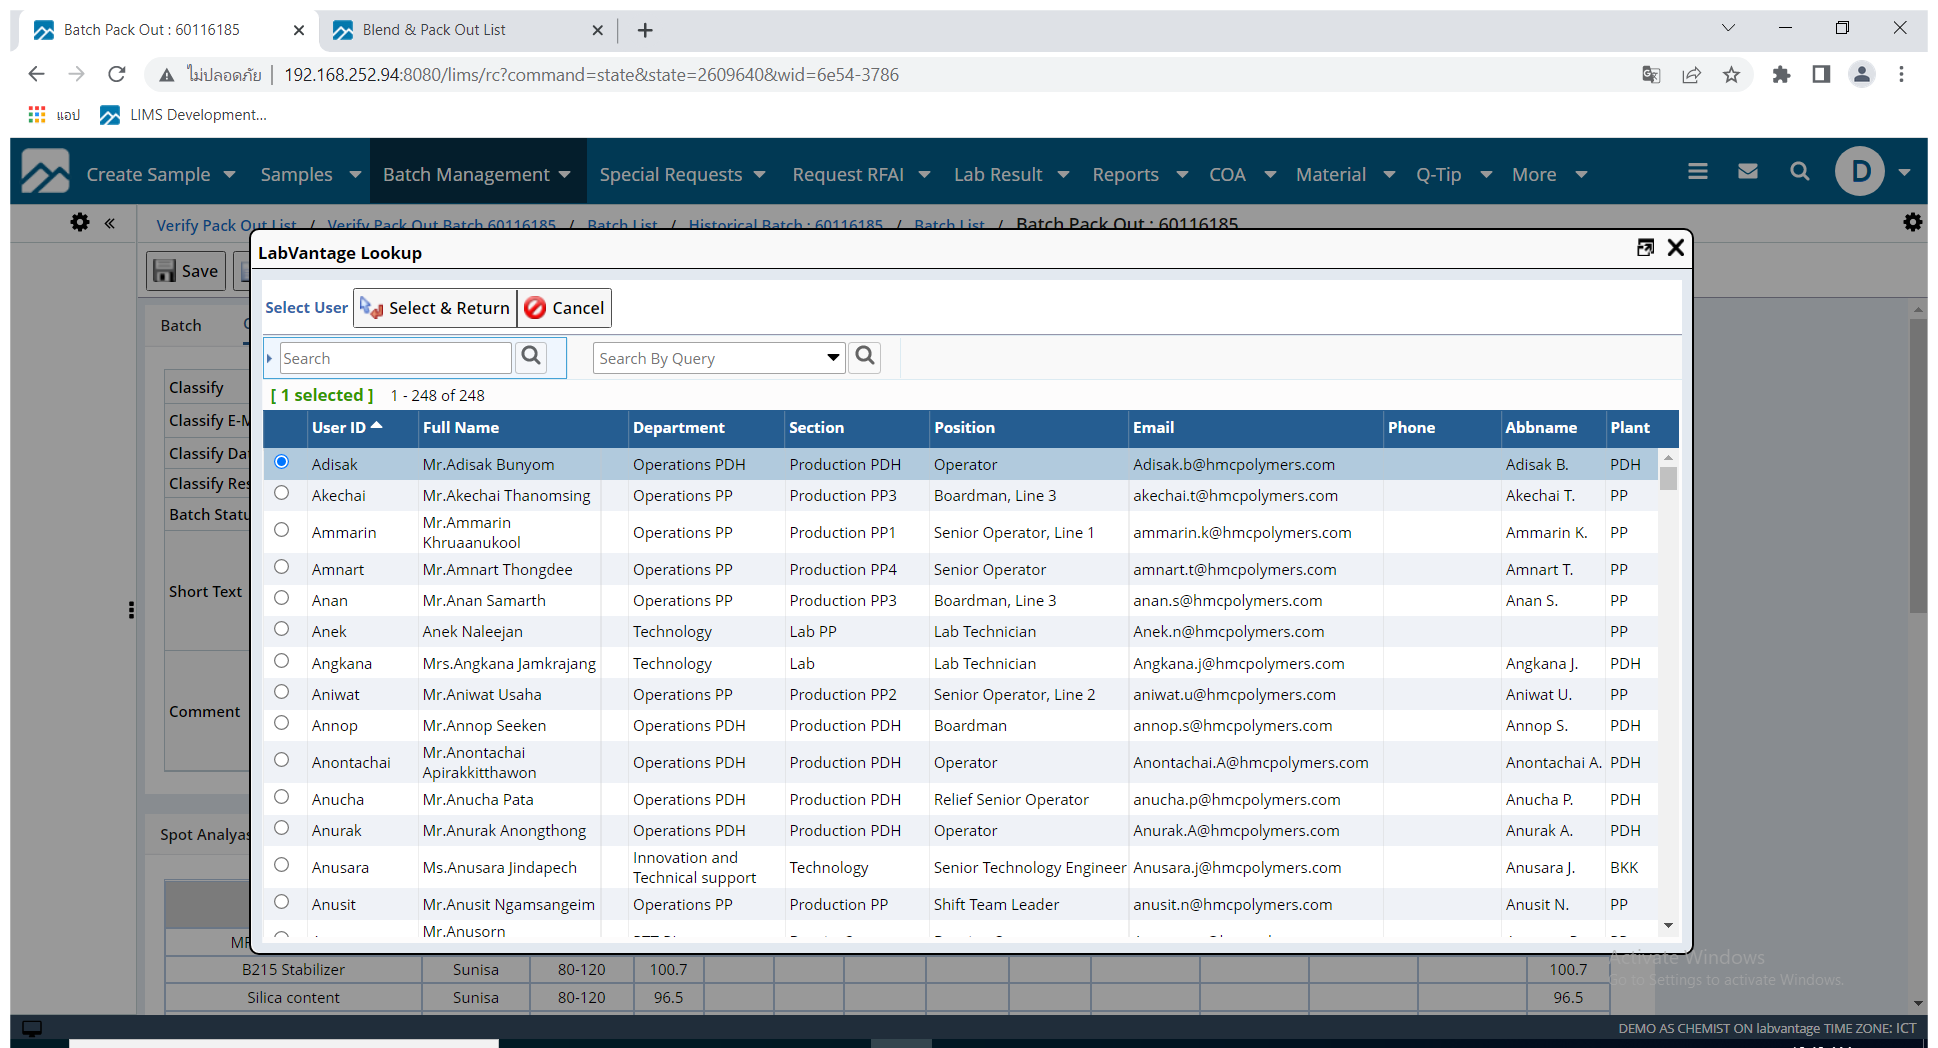 Batch Pack Out : 60116185
Blend & Pack Out List
ไม่ปลอดภัย
192.168.252.94:8080/lims/rc?command=state&state=2609640&wid=6e54-3786
แอป
LIMS Development...
Create Sample Samples Batch Management Special Requests Request RFAI Lab Result Reports COA Material Q-Tip More D
« Verify Pack Out List / Verify Pack Out Batch 60116185 / Batch List / Historical Batch : 60116185 / Batch List / Batch Pack Out : 60116185
Save
LabVantage Lookup
Select User Select & Return Cancel
Batch
Search Search By Query
[ 1 selected ] 1 - 248 of 248
Classify
Classify E-M
Classify Da
Classify Res
Batch Statu
Short Text
Comment
Spot Analyas
User ID Full Name Department Section Position Email Phone Abbname Plant
Adisak Mr.Adisak Bunyom Operations PDH Production PDH Operator Adisak.b@hmcpolymers.com Adisak B. PDH
Akechai Mr.Akechai Thanomsing Operations PP Production PP3 Boardman, Line 3 akechai.t@hmcpolymers.com Akechai T. PP
Ammarin Mr.Ammarin Khruaanukool Operations PP Production PP1 Senior Operator, Line 1 ammarin.k@hmcpolymers.com Ammarin K. PP
Amnart Mr.Amnart Thongdee Operations PP Production PP4 Senior Operator amnart.t@hmcpolymers.com Amnart T. PP
Anan Mr.Anan Samarth Operations PP Production PP3 Boardman, Line 3 anan.s@hmcpolymers.com Anan S. PP
Anek Anek Naleejan Technology Lab PP Lab Technician Anek.n@hmcpolymers.com PP
Angkana Mrs.Angkana Jamkrajang Technology Lab Lab Technician Angkana.j@hmcpolymers.com Angkana J. PDH
Aniwat Mr.Aniwat Usaha Operations PP Production PP2 Senior Operator, Line 2 aniwat.u@hmcpolymers.com Aniwat U. PP
Annop Mr.Annop Seeken Operations PDH Production PDH Boardman annop.s@hmcpolymers.com Annop S. PDH
Anontachai Mr.Anontachai Apirakkitthawon Operations PDH Production PDH Operator Anontachai.A@hmcpolymers.com Anontachai A. PDH
Anucha Mr.Anucha Pata Operations PDH Production PDH Relief Senior Operator anucha.p@hmcpolymers.com Anucha P. PDH
Anurak Mr.Anurak Anongthong Operations PDH Production PDH Operator Anurak.A@hmcpolymers.com Anurak A. PDH
Anusara Ms.Anusara Jindapech Innovation and Technical support Technology Senior Technology Engineer Anusara.j@hmcpolymers.com Anusara J. BKK
Anusit Mr.Anusit Ngamsangeim Operations PP Production PP Shift Team Leader anusit.n@hmcpolymers.com Anusit N. PP
Mr.Anusorn
B215 Stabilizer Sunisa 80-120 100.7 100.7
Silica content Sunisa 80-120 96.5 96.5
Activate Windows
Go to Settings to activate Windows.
DEMO AS CHEMIST ON labvantage TIME ZONE: ICT